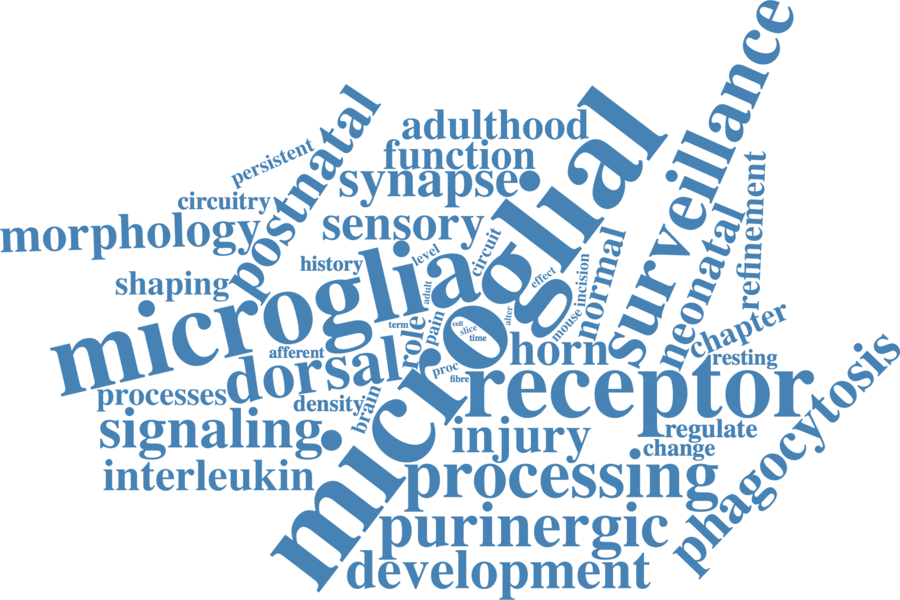 surveillance
postnatal
adulthood
microglial
persistent
function
synapse.
refinement
circuitry
neonatal
morphology
sensory
circuit
normal
microglia
level
history
incision
effect
shaping
adult
chapter
alter
mouse
term
pain
role
cell
slice
time
horn
phagocytosis
afferent
dorsal
resting
proc
fibre
receptor
processes
density
brain
signaling.
injury
regulate
change
interleukin
processing
purinergic
development